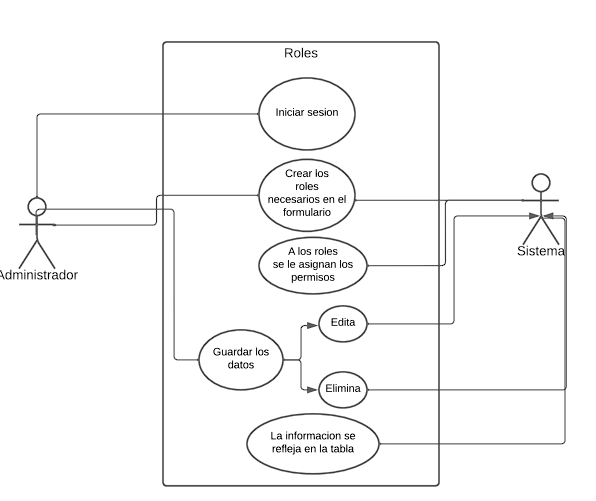 Roles
Iniciar sesion
Crear los
roles
necesarios en el
formulario
A los roles
se le asignan los
permisos
Sistema
Administrador
Edita
Guardar los
datos
Elimina
La informacion se
refleja en la tabla